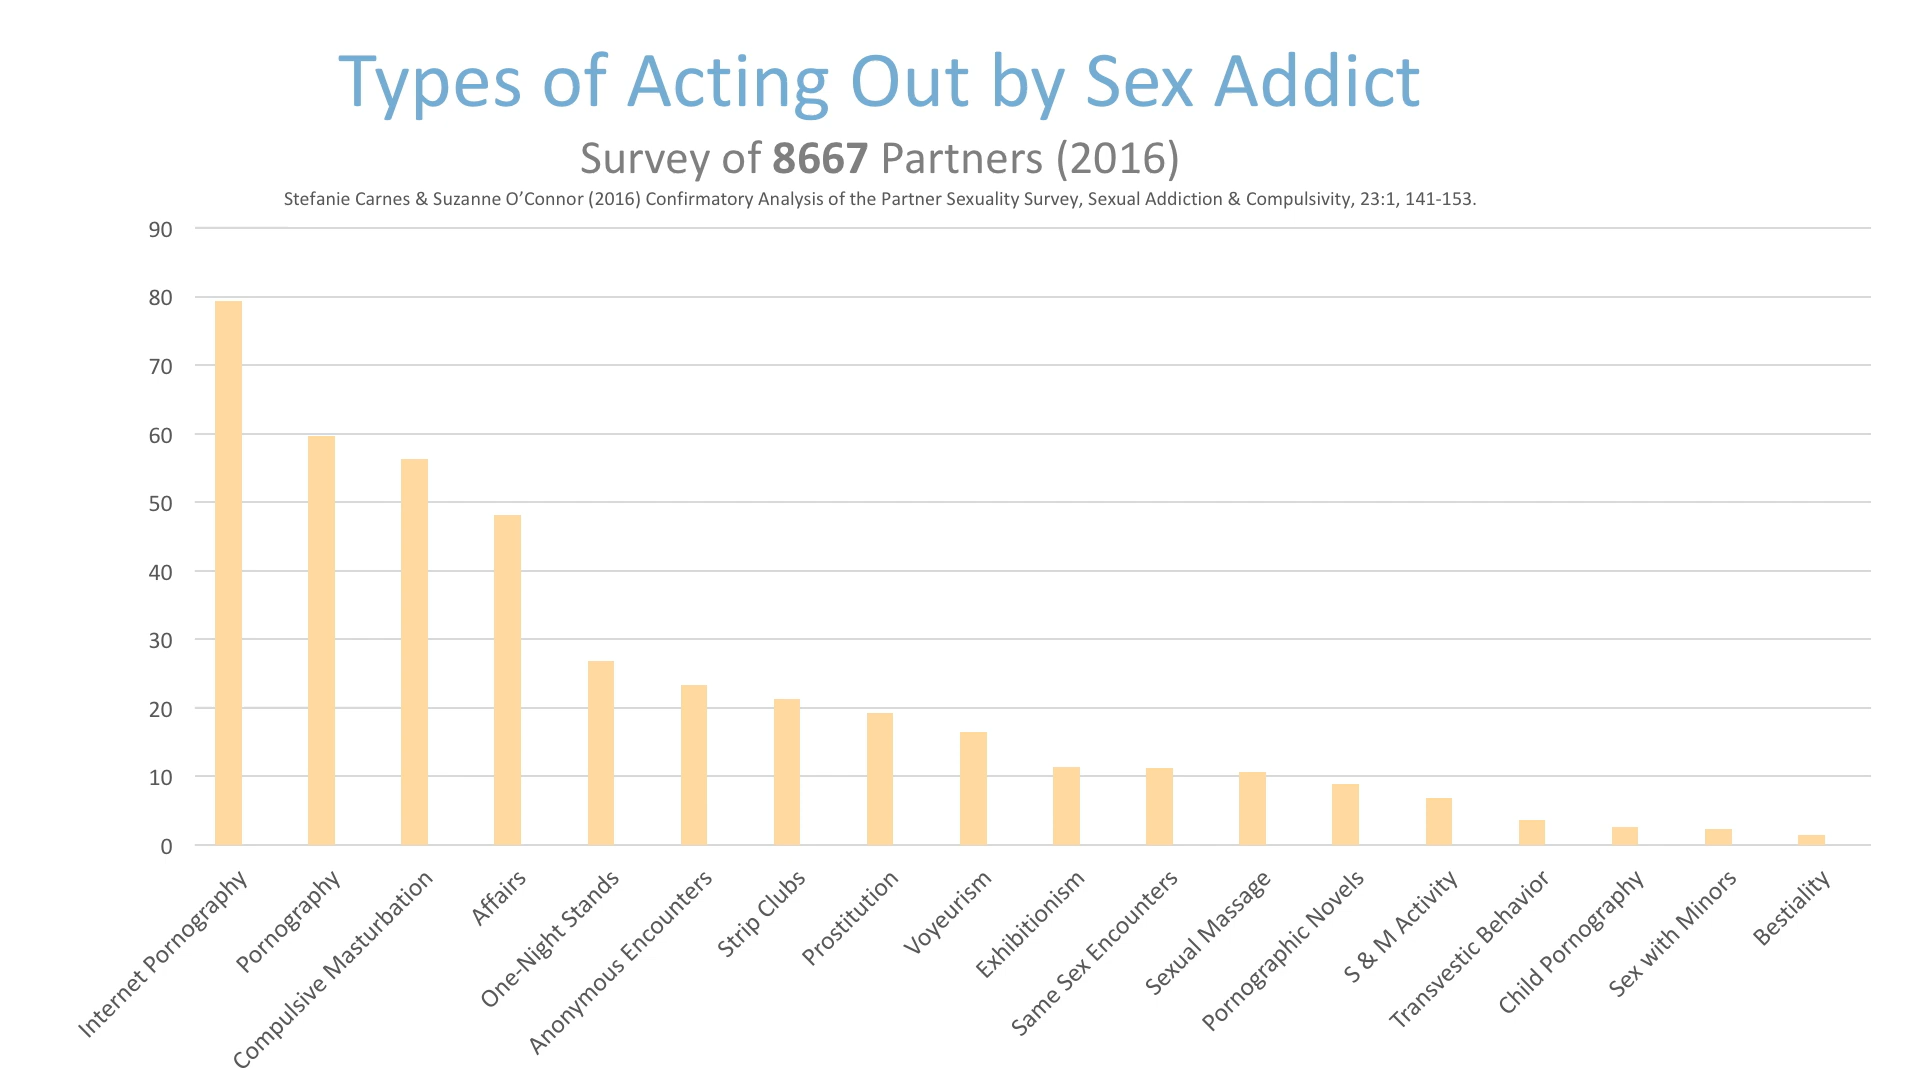 Types of Acting Out by Sex Addict
Survey of 8667 Partners (2016)
Stefanie Carnes & Suzanne O’Connor (2016) Confirmatory Analysis of the Partner Sexuality Survey, Sexual Addiction & Compulsivity, 23:1, 141-153.
90
80
70
60
50
40
30
20
10
0
Internet Pornography
Pornography
Compulsive Masturbation
Affairs
One-Night Stands
Anonymous Encounters
Strip Clubs
Prostitution
Voyeurism
Exhibitionism
Same Sex Encounters
Sexual Massage
Pornographic Novels
S & M Activity
Transvestic Behavior
Child Pornography
Sex with Minors
Bestiality